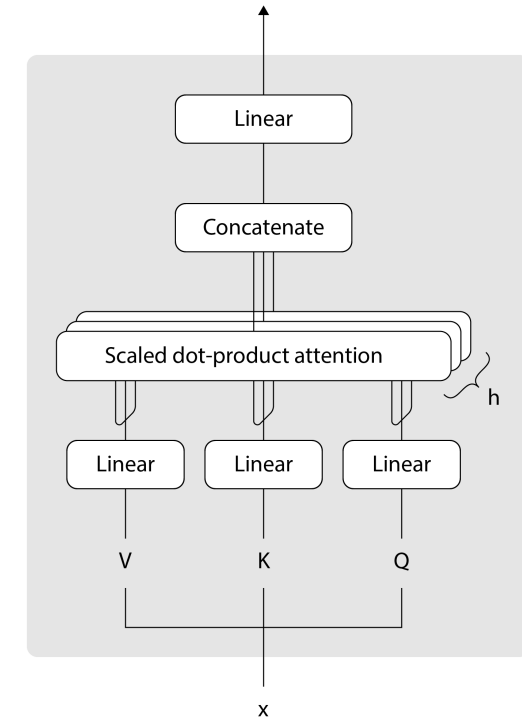 Linear
Concatenate
Scaled dot-product attention
h
Linear Linear Linear
V K Q
x